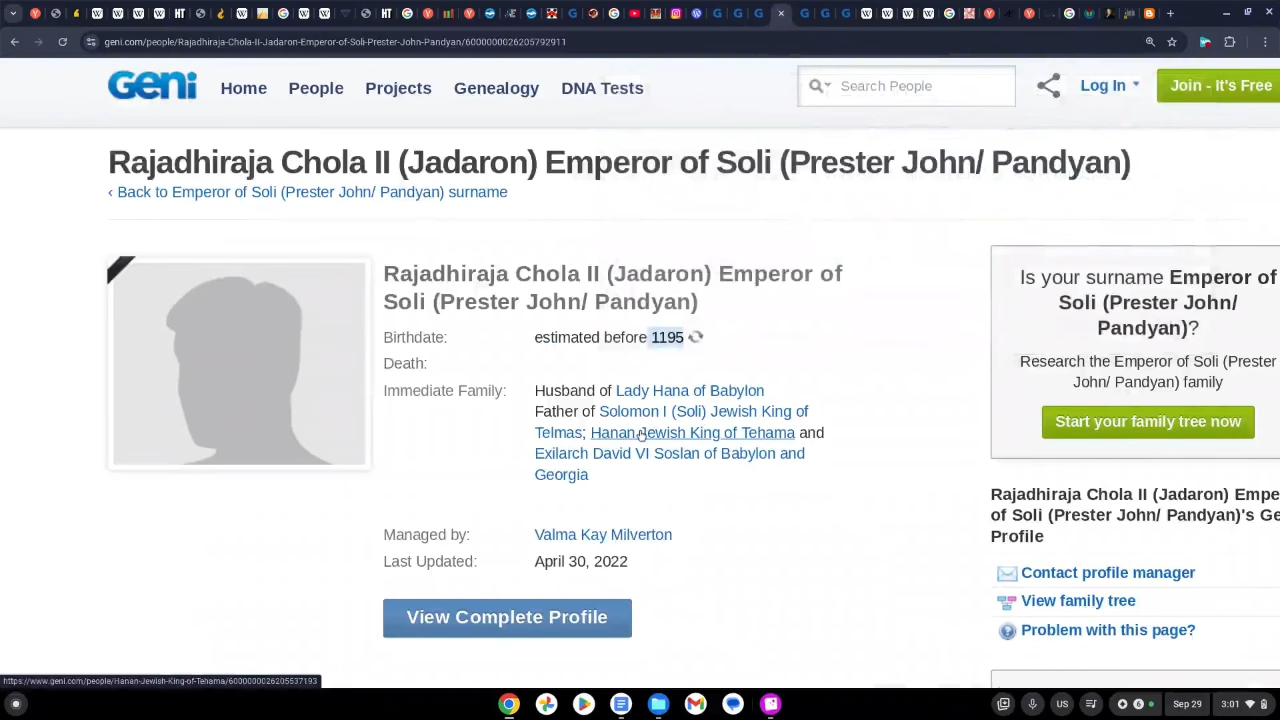 geni.com/people/Rajadhiraja-Chola-II-Jadaron-Emperor-of-Soli-Prester-John-Pandyan/6000000026205792911
Geni
Home People Projects Genealogy DNA Tests
Search People
Log In
Join - It's Free
Rajadhiraja Chola II (Jadaron) Emperor of Soli (Prester John/ Pandyan)
‹ Back to Emperor of Soli (Prester John/ Pandyan) surname
Rajadhiraja Chola II (Jadaron) Emperor of
Soli (Prester John/ Pandyan)
Birthdate: estimated before 1195
Death:
Immediate Family: Husband of Lady Hana of Babylon
Father of Solomon I (Soli) Jewish King of
Telmas; Hanan Jewish King of Tehama and
Exilarch David VI Soslan of Babylon and
Georgia
Managed by: Valma Kay Milverton
Last Updated: April 30, 2022
View Complete Profile
Is your surname Emperor of
Soli (Prester John/
Pandyan)?
Research the Emperor of Soli (Prester
John/ Pandyan) family
Start your family tree now
Rajadhiraja Chola II (Jadaron) Empe
of Soli (Prester John/ Pandyan)'s Ge
Profile
Contact profile manager
View family tree
Problem with this page?
https://www.geni.com/people/Hanan-Jewish-King-of-Tehama/6000000026205537193
US
6
Sep 29
3:01